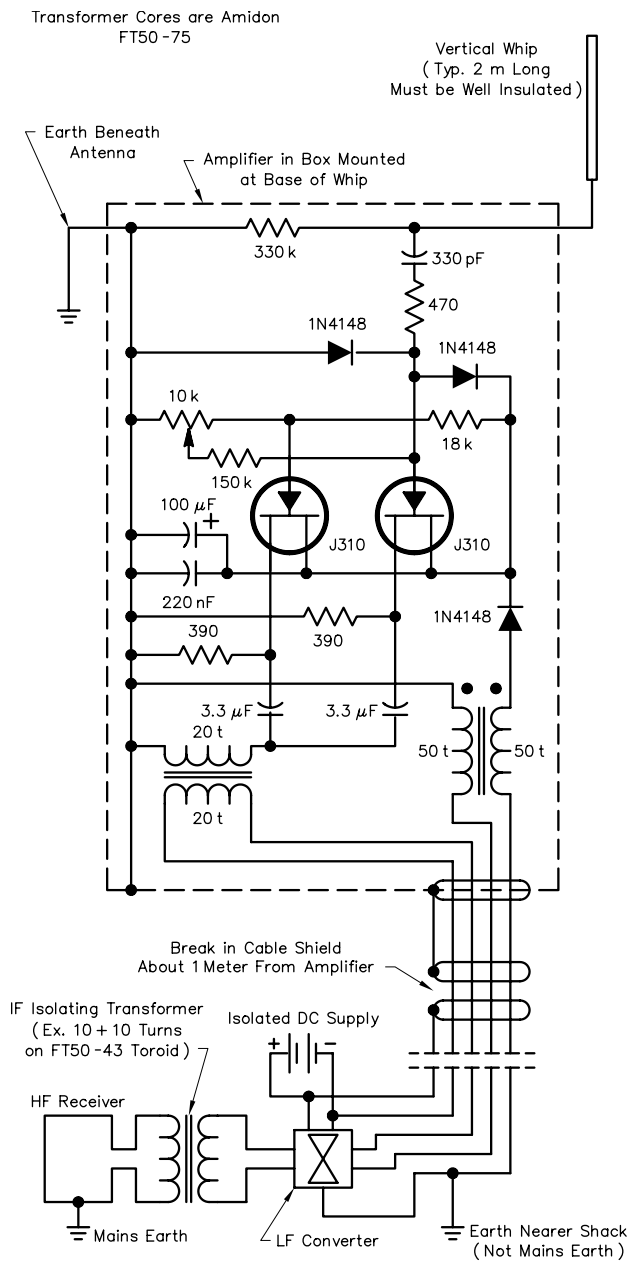 Transformer Cores are Amidon
FT50-75
Vertical Whip
(Typ. 2 m Long
Must be Well Insulated)
Earth Beneath
Antenna
Amplifier in Box Mounted
at Base of Whip
330 k
330 pF
470
1N4148
1N4148
10 k
18 k
150 k
100 µF
+
J310
J310
220 nF
1N4148
390
390
3.3 µF
3.3 µF
20 t
50 t
50 t
20 t
Break in Cable Shield
About 1 Meter From Amplifier
IF Isolating Transformer
(Ex. 10 + 10 Turns
on FT50-43 Toroid)
Isolated DC Supply
+
–
HF Receiver
Mains Earth
LF Converter
Earth Nearer Shack
(Not Mains Earth)